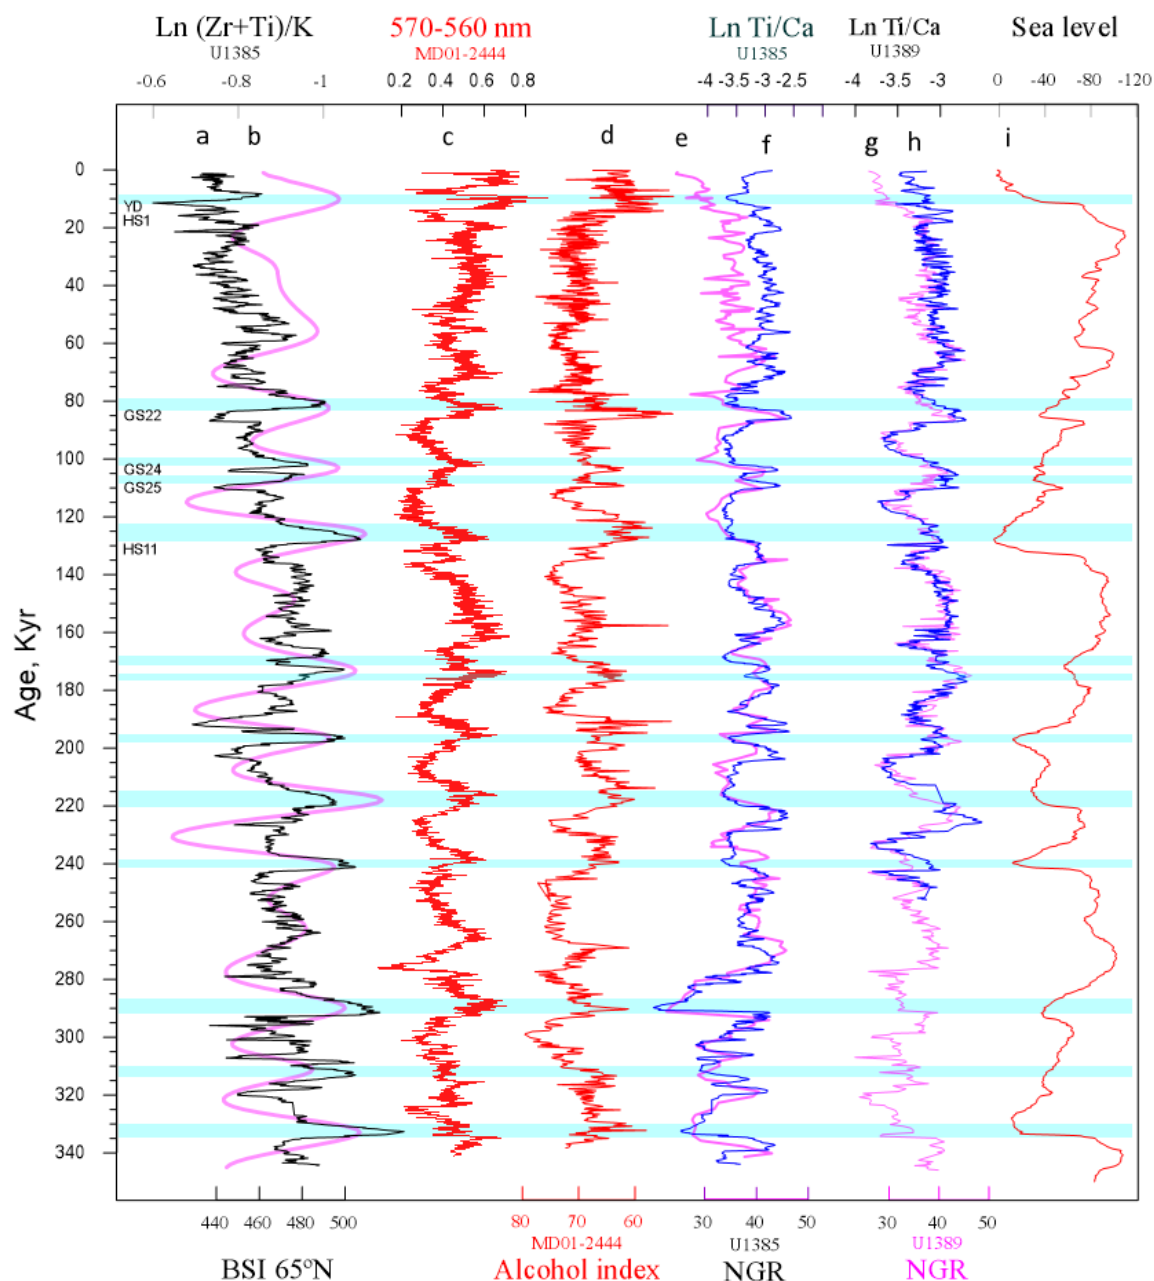 Ln (Zr+Ti)/K 570-560 nm Ln Ti/Ca Ln Ti/Ca Sea level
U1385 MD01-2444 U1385 U1389
-0.6 -0.8 -1 0.2 0.4 0.6 0.8 -4 -3.5 -3 -2.5 -4 -3.5 -3 0 -40 -80 -120
a b c d e f g h i
0
YD
HS1
20
40
60
80
GS22
100
GS24
GS25
120
HS11
140
160
180
200
220
240
260
280
300
320
340
Age, Kyr
440 460 480 500 80 70 60 30 40 50 30 40 50
MD01-2444 U1385 U1389
BSI 65ºN Alcohol index NGR NGR